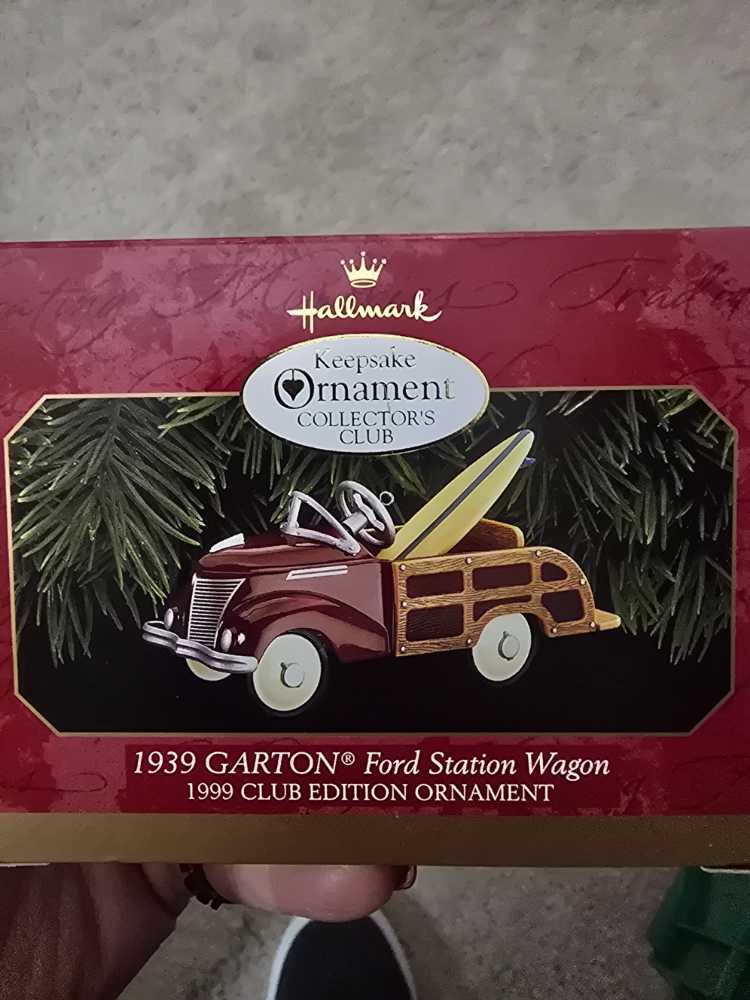 Hallmark
Keepsake
Ornament
COLLECTOR'S
CLUB
1939 GARTON® Ford Station Wagon
1999 CLUB EDITION ORNAMENT